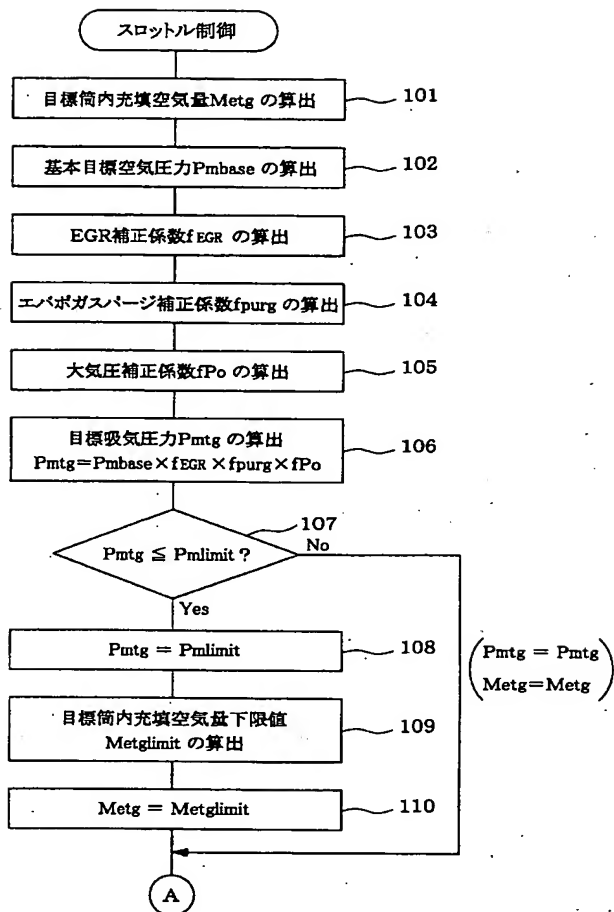 スロットル制御
目標筒内充填空気量Metg の算出
101
基本目標空気圧力Pmbase の算出
102
EGR補正係数fEGR の算出
103
エバポガスパージ補正係数fpurg の算出
104
大気圧補正係数fPo の算出
105
目標吸気圧力Pmtg の算出
Pmtg=Pmbase×fEGR×fpurg×fPo
106
107
Pmtg ≦ Pmlimit ?
No
Yes
Pmtg = Pmlimit
108
(Pmtg = Pmtg
Metg=Metg)
目標筒内充填空気量下限値
Metglimit の算出
109
Metg = Metglimit
110
A